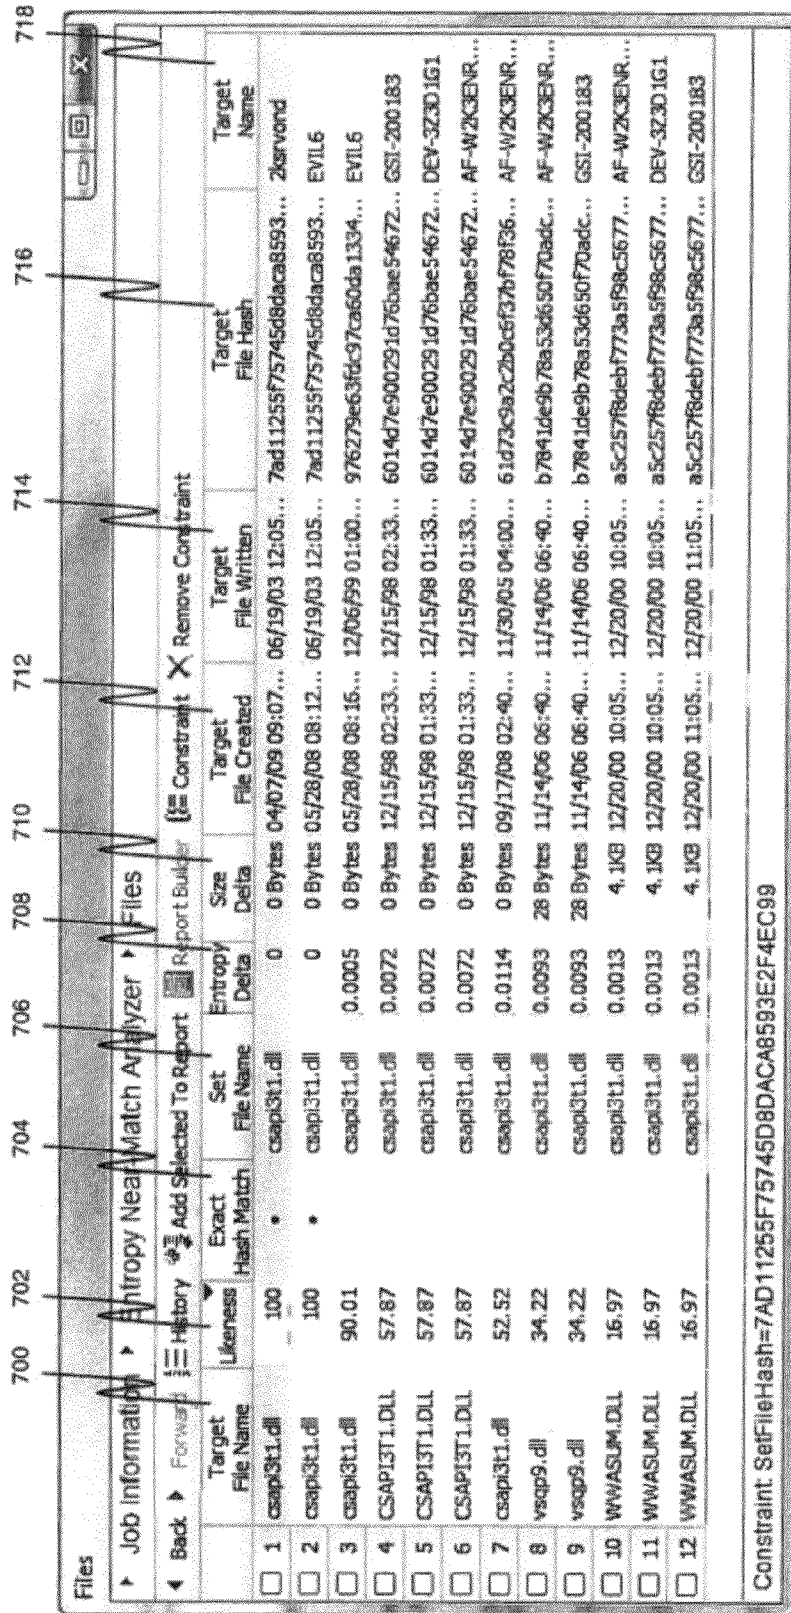 700 702 704 706 708 710 712 714 716 718
Files
Job Information Entropy Near Match Analyzer Files
Back Forward History Add Selected To Report Report Builder Constraint Remove Constraint
Target File Name Likeness Exact Hash Match Set File Name Entropy Delta Size Delta Target File Created Target File Written Target File Hash Target Name
1 csapi3t1.dll 100 • csapi3t1.dll 0 0 Bytes 04/07/09 09:07... 06/19/03 12:05... 7ad11255f75745d8daca8593... 2ksrvond
2 csapi3t1.dll 100 • csapi3t1.dll 0 0 Bytes 05/28/08 08:12... 06/19/03 12:05... 7ad11255f75745d8daca8593... EVIL6
3 csapi3t1.dll 90.01 csapi3t1.dll 0.0005 0 Bytes 05/28/08 08:16... 12/06/99 01:00... 976279e63fdc97ca60da1334... EVIL6
4 CSAPI3T1.DLL 57.87 csapi3t1.dll 0.0072 0 Bytes 12/15/98 02:33... 12/15/98 02:33... 6014d7e900291d76bae54672... GSI-200183
5 CSAPI3T1.DLL 57.87 csapi3t1.dll 0.0072 0 Bytes 12/15/98 01:33... 12/15/98 01:33... 6014d7e900291d76bae54672... DEV-3Z3D1G1
6 CSAPI3T1.DLL 57.87 csapi3t1.dll 0.0072 0 Bytes 12/15/98 01:33... 12/15/98 01:33... 6014d7e900291d76bae54672... AF-W2K3ENR...
7 csapi3t1.dll 52.52 csapi3t1.dll 0.0114 0 Bytes 09/17/08 02:40... 11/30/05 04:00... 61d73c9a2c2b0c6f37bf78f36... AF-W2K3ENR...
8 vsqp9.dll 34.22 csapi3t1.dll 0.0093 28 Bytes 11/14/06 06:40... 11/14/06 06:40... b7841de9b78a53d650f70adc... AF-W2K3ENR...
9 vsqp9.dll 34.22 csapi3t1.dll 0.0093 28 Bytes 11/14/06 06:40... 11/14/06 06:40... b7841de9b78a53d650f70adc... GSI-200183
10 WWASUM.DLL 16.97 csapi3t1.dll 0.0013 4.1KB 12/20/00 10:05... 12/20/00 10:05... a5c257f8debf773a5f98c5677... AF-W2K3ENR...
11 WWASUM.DLL 16.97 csapi3t1.dll 0.0013 4.1KB 12/20/00 10:05... 12/20/00 10:05... a5c257f8debf773a5f98c5677... DEV-3Z3D1G1
12 WWASUM.DLL 16.97 csapi3t1.dll 0.0013 4.1KB 12/20/00 11:05... 12/20/00 11:05... a5c257f8debf773a5f98c5677... GSI-200183
Constraint: SetFileHash=7AD11255F75745D8DACA8593E2F4EC99